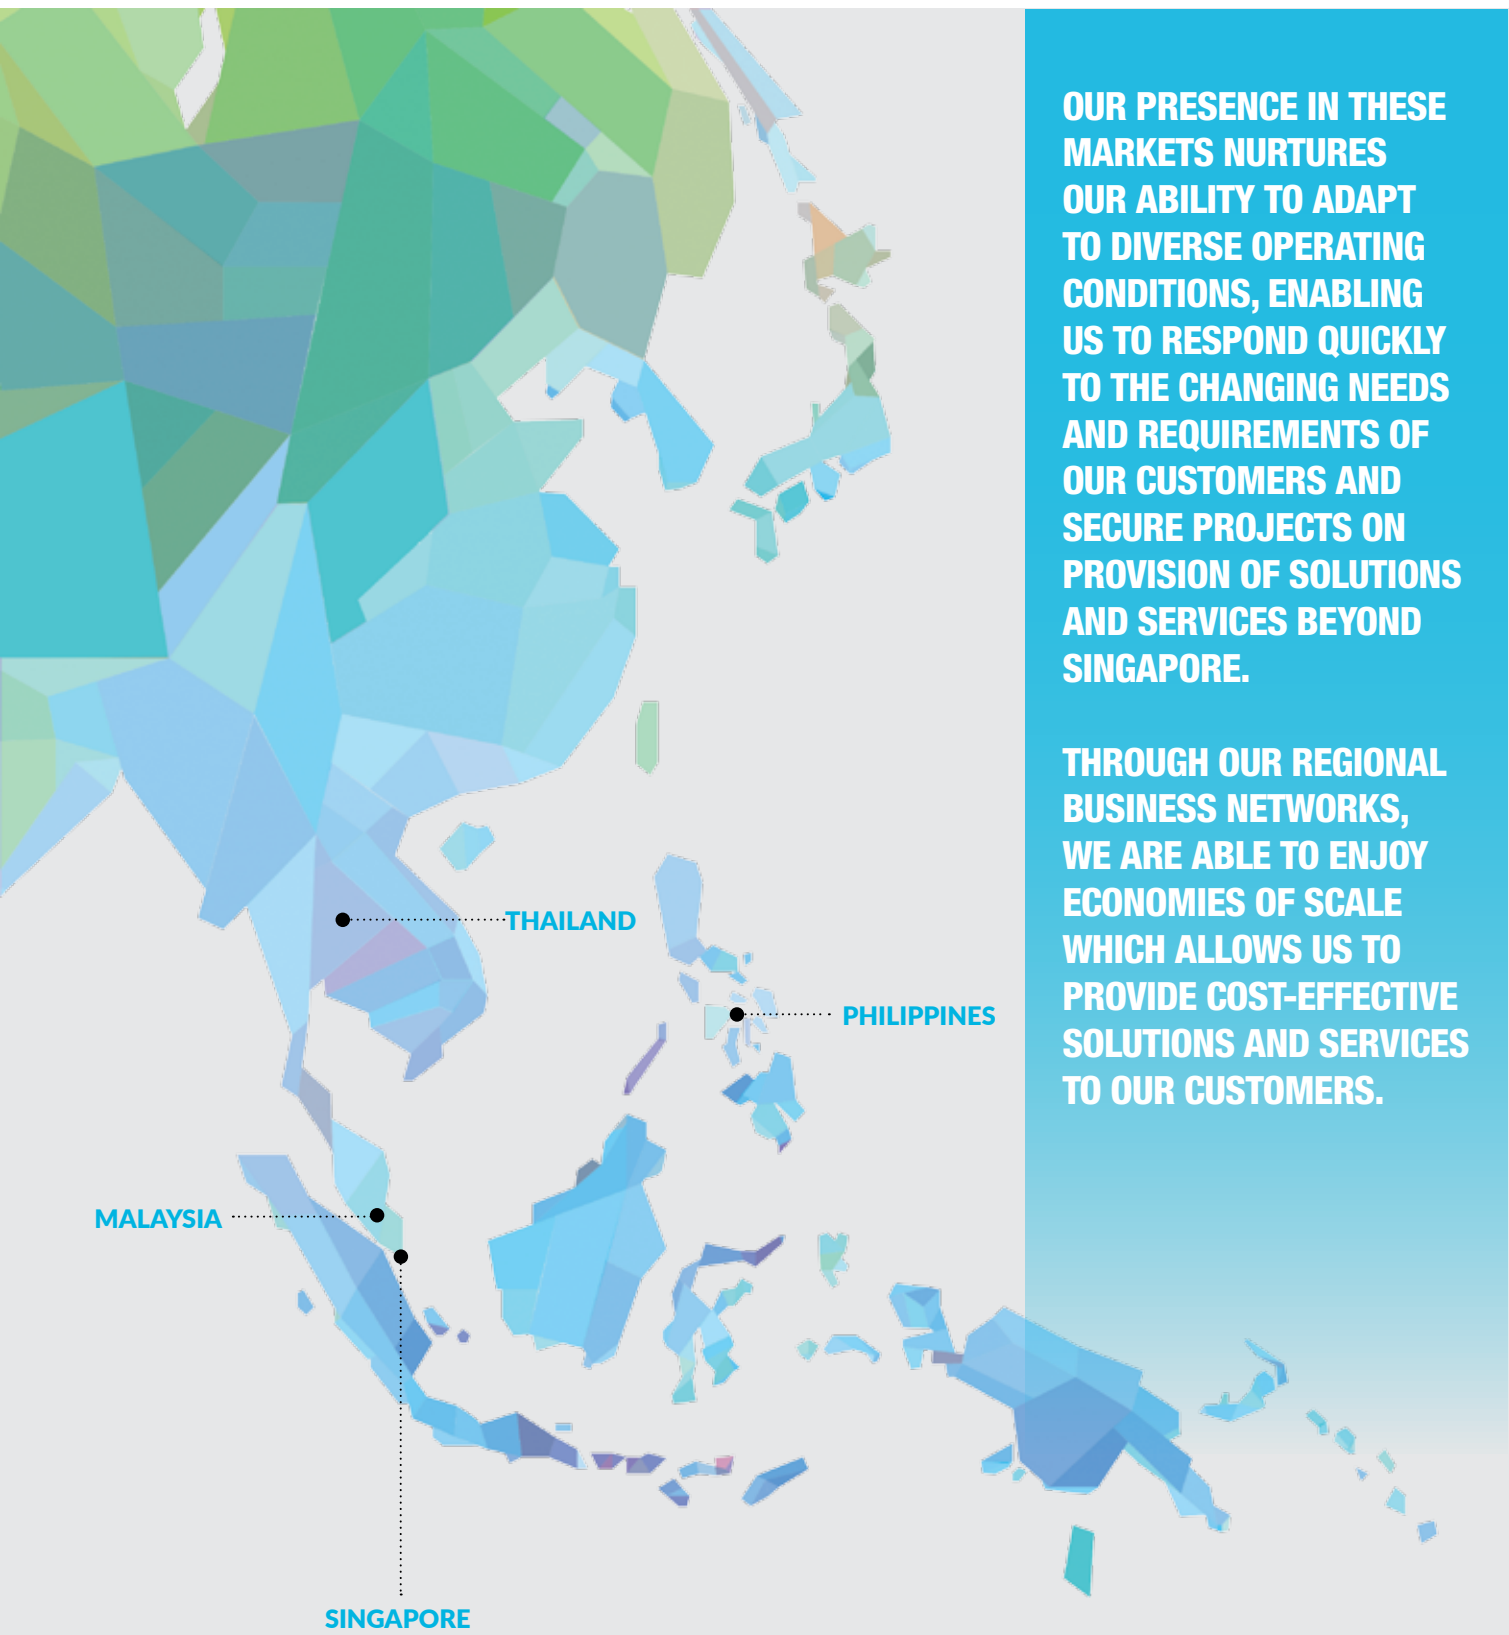 OUR PRESENCE IN THESE
MARKETS NURTURES
OUR ABILITY TO ADAPT
TO DIVERSE OPERATING
CONDITIONS, ENABLING
US TO RESPOND QUICKLY
TO THE CHANGING NEEDS
AND REQUIREMENTS OF
OUR CUSTOMERS AND
SECURE PROJECTS ON
PROVISION OF SOLUTIONS
AND SERVICES BEYOND
SINGAPORE.
THROUGH OUR REGIONAL
BUSINESS NETWORKS,
WE ARE ABLE TO ENJOY
ECONOMIES OF SCALE
WHICH ALLOWS US TO
PROVIDE COST-EFFECTIVE
SOLUTIONS AND SERVICES
TO OUR CUSTOMERS.
THAILAND
PHILIPPINES
MALAYSIA
SINGAPORE